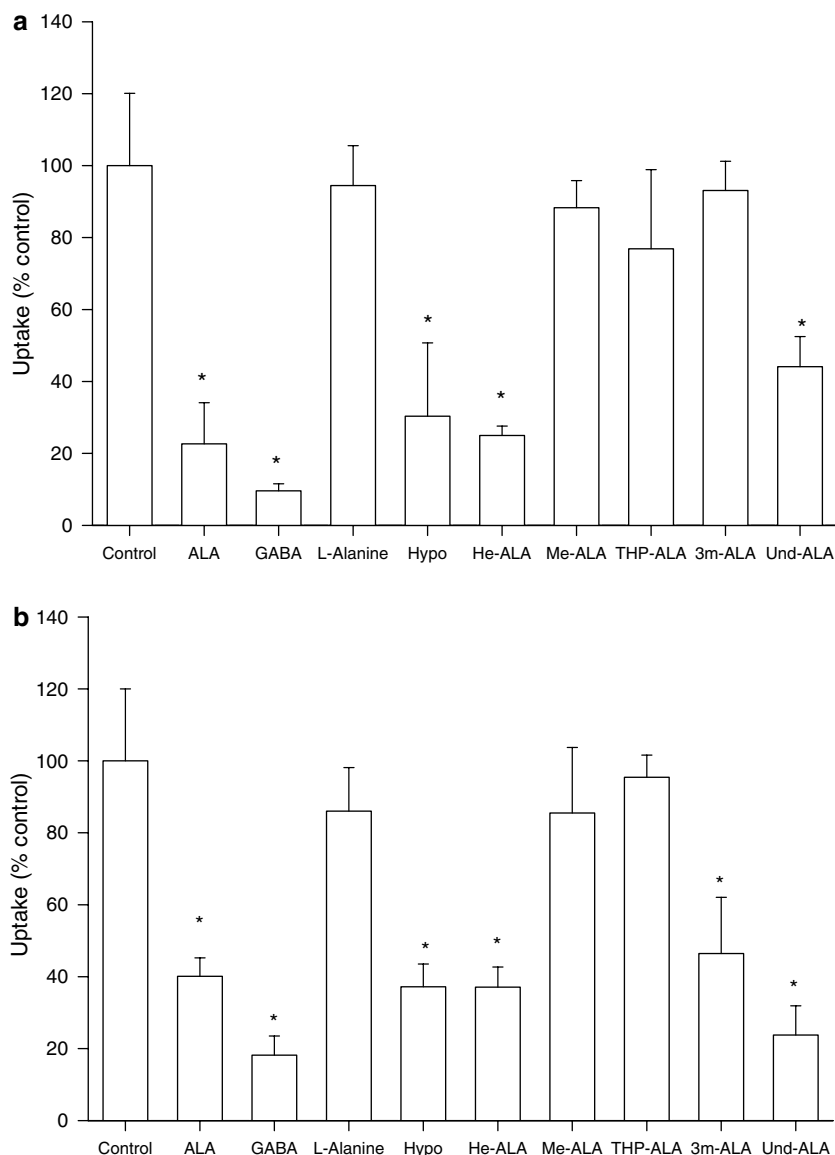 a
140
120
100
80
60
40
20
0
Uptake (% control)
* * * * *
Control ALA GABA L-Alanine Hypo He-ALA Me-ALA THP-ALA 3m-ALA Und-ALA
b
140
120
100
80
60
40
20
0
Uptake (% control)
* * * * * *
Control ALA GABA L-Alanine Hypo He-ALA Me-ALA THP-ALA 3m-ALA Und-ALA